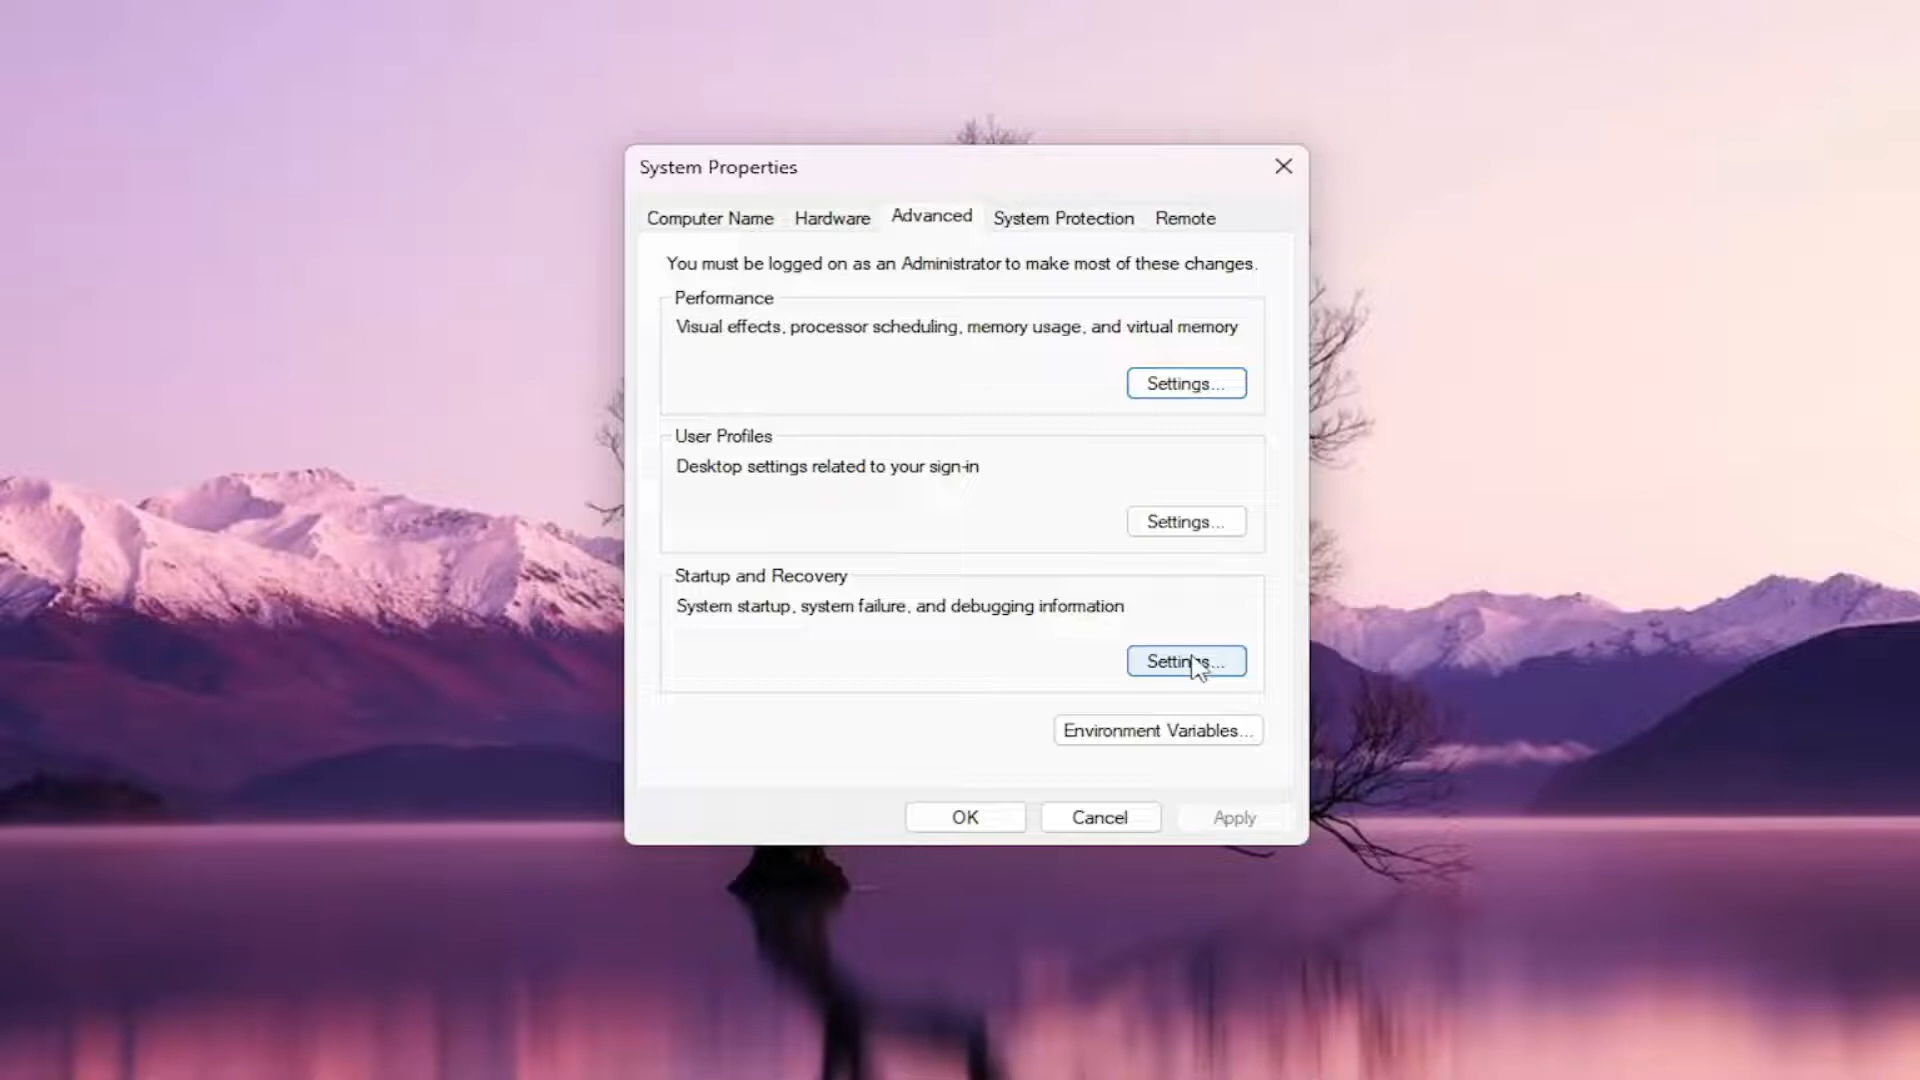 System Properties
Computer Name Hardware Advanced System Protection Remote
You must be logged on as an Administrator to make most of these changes.
Performance
Visual effects, processor scheduling, memory usage, and virtual memory
Settings...
User Profiles
Desktop settings related to your sign-in
Settings...
Startup and Recovery
System startup, system failure, and debugging information
Settings...
Environment Variables...
OK Cancel Apply